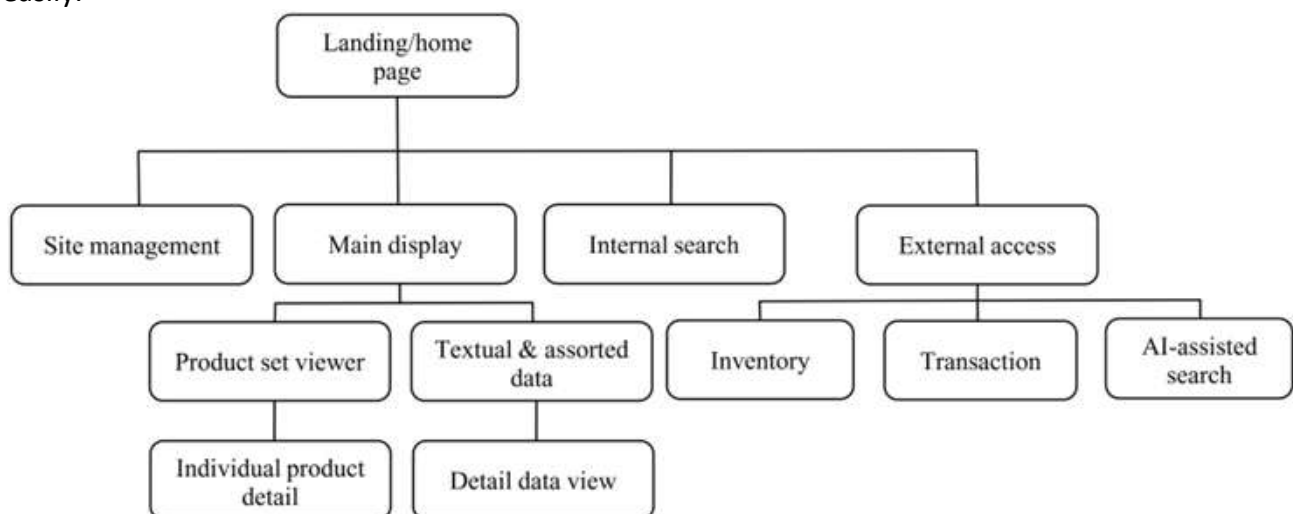 easily.
Landing/home
page
Site management
Main display
Internal search
External access
Product set viewer
Textual & assorted
data
Inventory
Transaction
AI-assisted
search
Individual product
detail
Detail data view